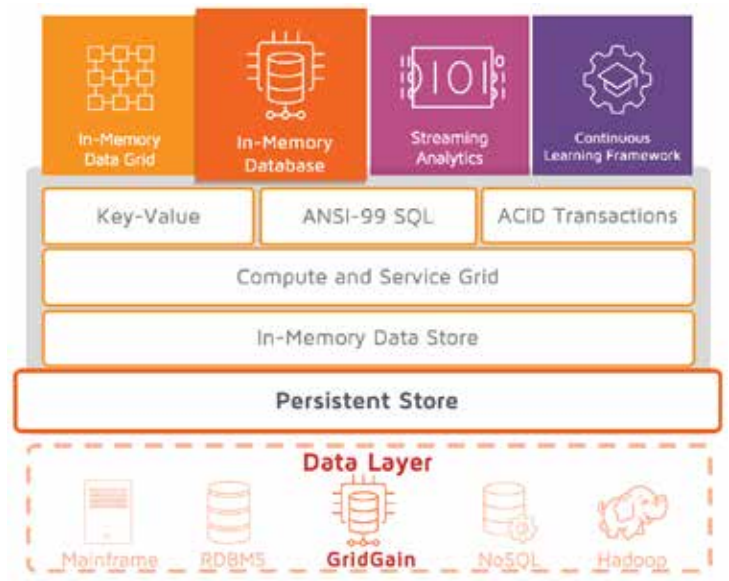 In-Memory
Data Grid
In-Memory
Database
Streaming
Analytics
Continuous
Learning Framework
Key-Value
ANSI-99 SQL
ACID Transactions
Compute and Service Grid
In-Memory Data Store
Persistent Store
Data Layer
Mainframe
RDBMS
GridGain
NoSQL
Hadoop